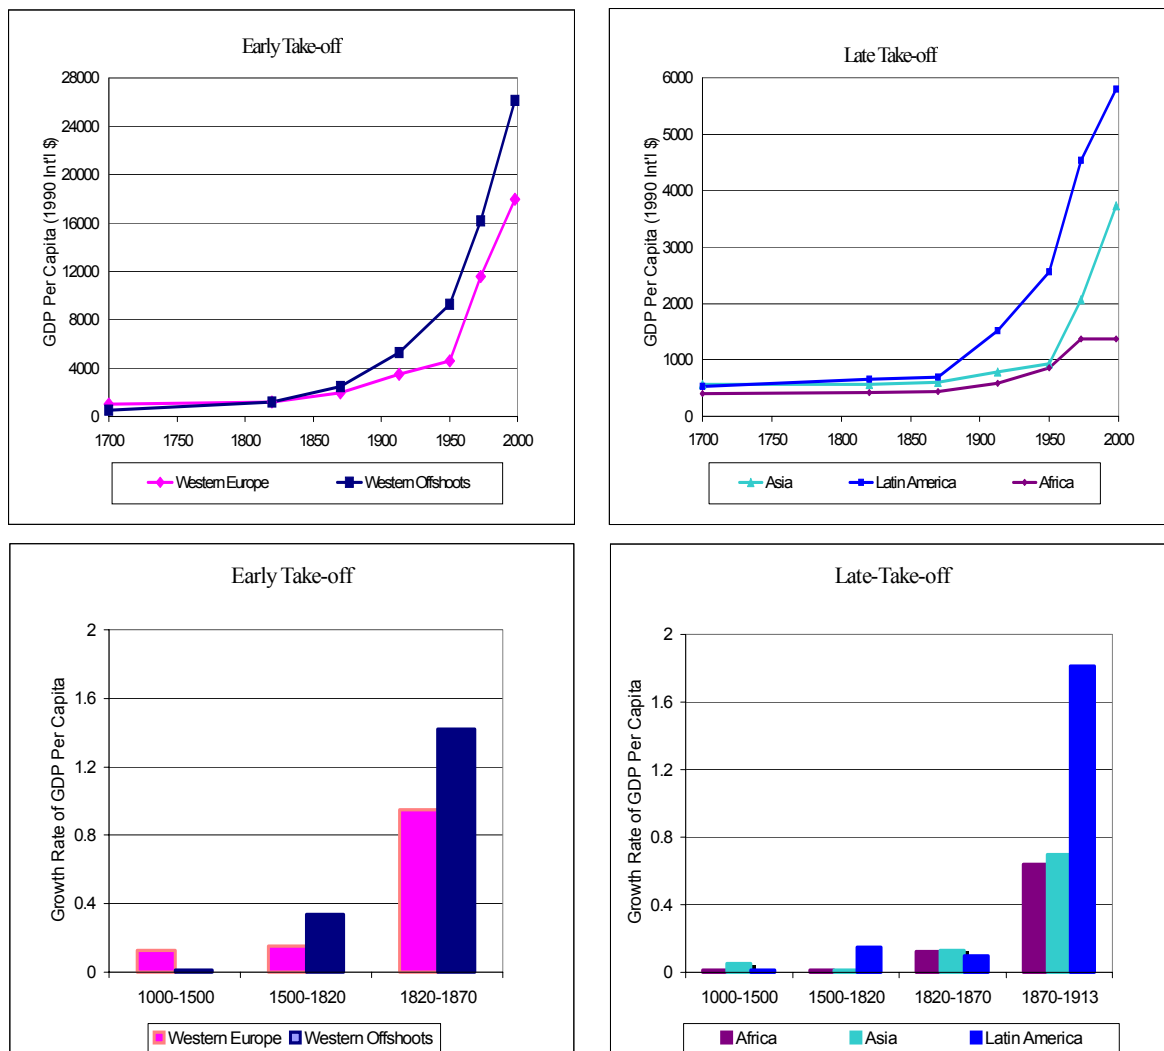 Early Take-off
28000
24000
20000
16000
12000
8000
4000
0
GDP Per Capita (1990 Int'l $)
1700 1750 1800 1850 1900 1950 2000
Western Europe Western Offshoots
Late Take-off
6000
5000
4000
3000
2000
1000
0
GDP Per Capita (1990 Int'l $)
1700 1750 1800 1850 1900 1950 2000
Asia Latin America Africa
Early Take-off
2
1.6
1.2
0.8
0.4
0
Growth Rate of GDP Per Capita
1000-1500 1500-1820 1820-1870
Western Europe Western Offshoots
Late-Take-off
2
1.6
1.2
0.8
0.4
0
Growth Rate of GDP Per Capita
1000-1500 1500-1820 1820-1870 1870-1913
Africa Asia Latin America